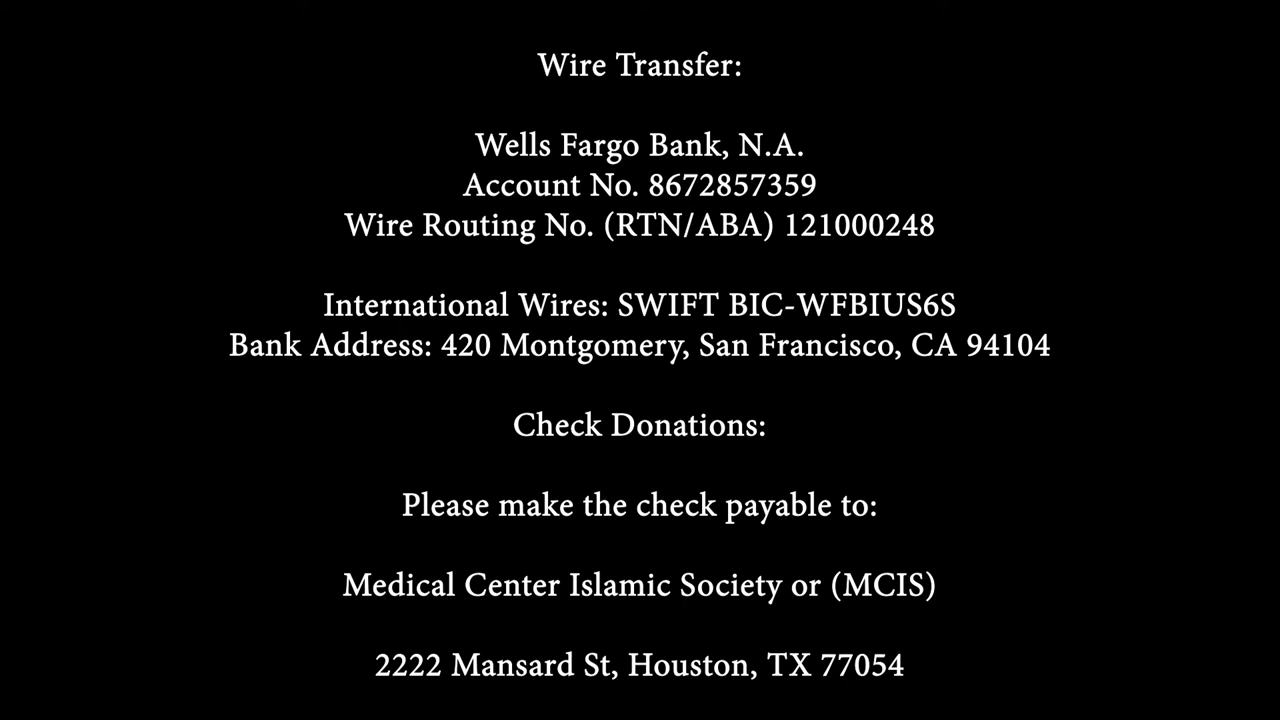 Wire Transfer:
Wells Fargo Bank, N.A.
Account No. 8672857359
Wire Routing No. (RTN/ABA) 121000248
International Wires: SWIFT BIC-WFBIUS6S
Bank Address: 420 Montgomery, San Francisco, CA 94104
Check Donations:
Please make the check payable to:
Medical Center Islamic Society or (MCIS)
2222 Mansard St, Houston, TX 77054